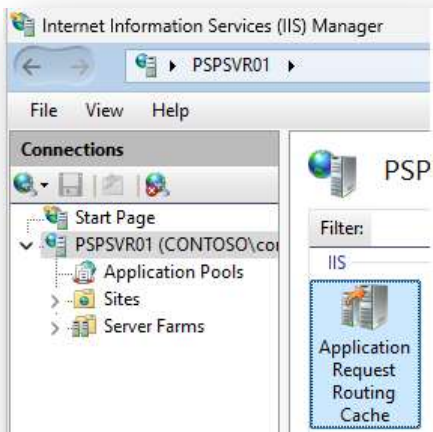 Internet Information Services (IIS) Manager
PSPSVR01
File View Help
Connections
Start Page
PSPSVR01 (CONTOSO\
Application Pools
Sites
Server Farms
PSP
Filter:
IIS
Application
Request
Routing
Cache